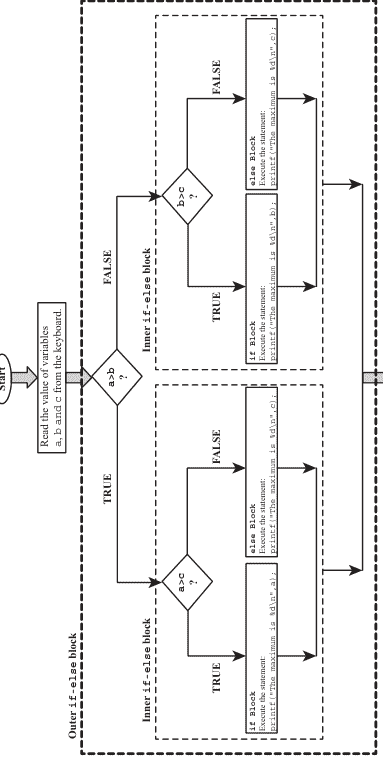 Start
Read the value of variables
a, b and c from the keyboard.
Outer if-else block
a>b
?
TRUE
FALSE
Inner if-else block
a>c
?
TRUE
FALSE
if Block
Execute the statement:
printf("The maximum is %d\n",a);
else Block
Execute the statement:
printf("The maximum is %d\n",c);
Inner if-else block
b>c
?
TRUE
FALSE
if Block
Execute the statement:
printf("The maximum is %d\n",b);
else Block
Execute the statement:
printf("The maximum is %d\n",c);